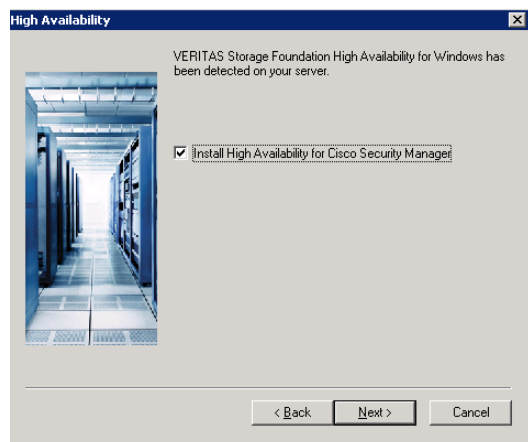 High Availability
VERITAS Storage Foundation High Availability for Windows has
been detected on your server.
Install High Availability for Cisco Security Manager
< Back
Next >
Cancel